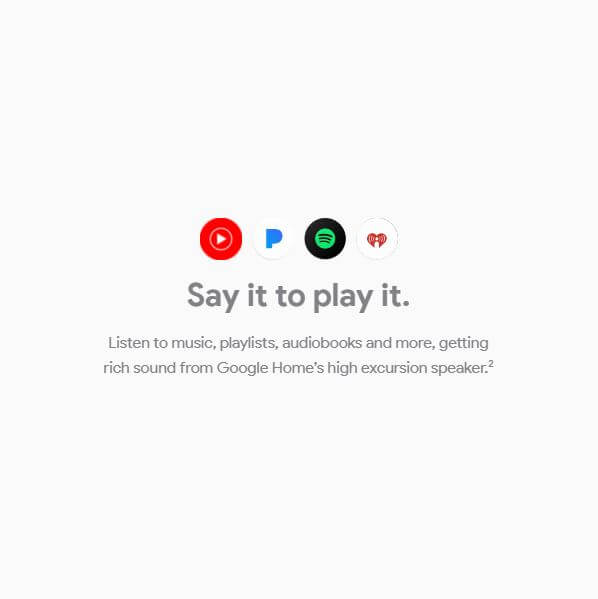 Say it to play it.
Listen to music, playlists, audiobooks and more, getting
rich sound from Google Home’s high excursion speaker.²